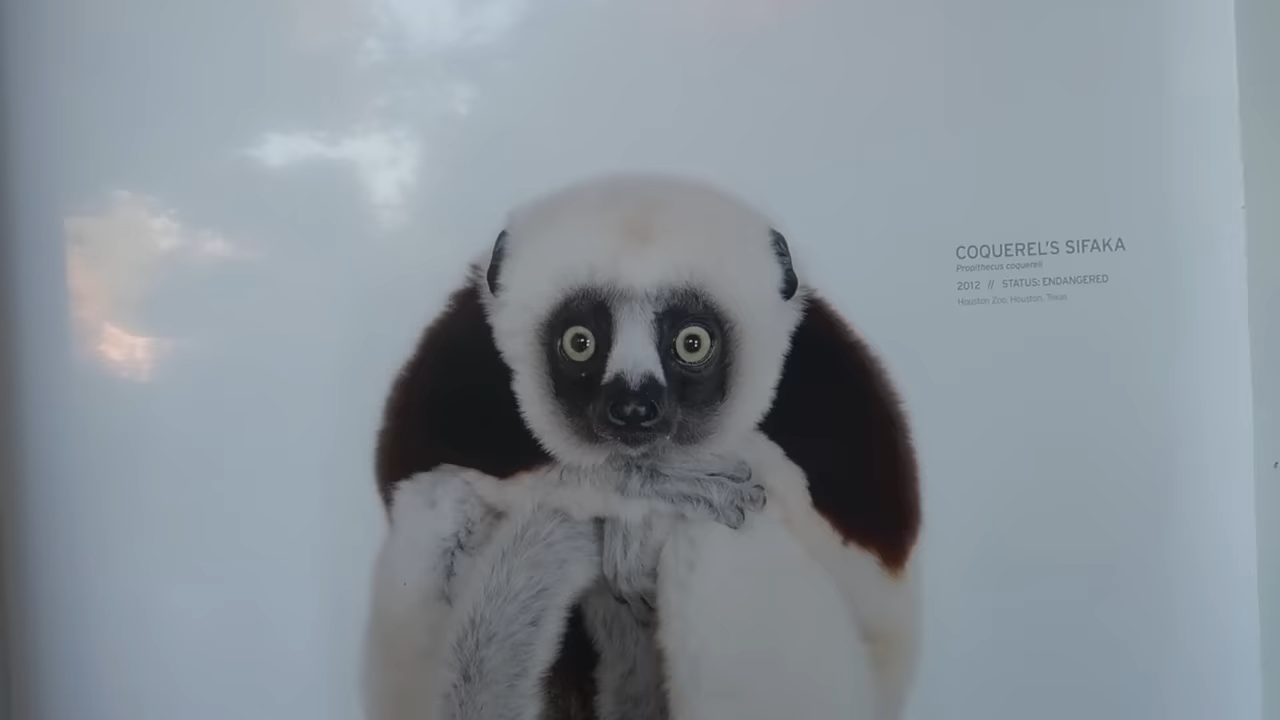 COQUEREL'S SIFAKA
Propithecus coquereli
2012 // STATUS: ENDANGERED
Houston Zoo, Houston, Texas